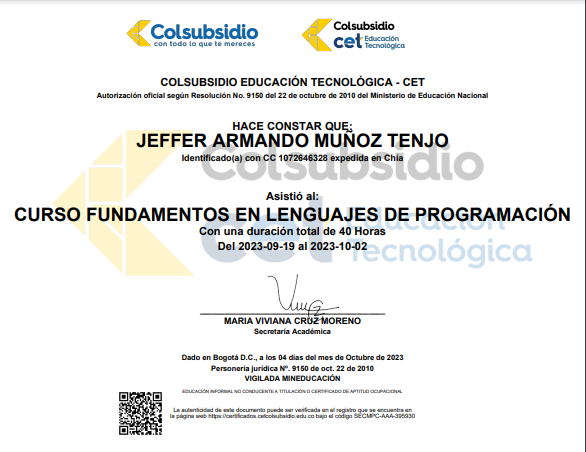 Colsubsidio
con todo lo que te mereces
Colsubsidio
cet Educación
Tecnológica
COLSUBSIDIO EDUCACIÓN TECNOLÓGICA - CET
Autorización oficial según Resolución No. 9150 del 22 de octubre de 2010 del Ministerio de Educación Nacional
HACE CONSTAR QUE:
JEFFER ARMANDO MUÑOZ TENJO
Identificado(a) con CC 1072646328 expedida en Chía
Colsubsidio
Asistió al:
CURSO FUNDAMENTOS EN LENGUAJES DE PROGRAMACIÓN
Con una duración total de 40 Horas
Del 2023-09-19 al 2023-10-02
cet Educación
Tecnológica
MARIA VIVIANA CRUZ MORENO
Secretaria Académica
Dado en Bogotá D.C., a los 04 días del mes de Octubre de 2023
Personería jurídica Nº. 9150 de oct. 22 de 2010
VIGILADA MINEDUCACIÓN
EDUCACIÓN INFORMAL NO CONDUCENTE A TITULACIÓN O CERTIFICADO DE APTITUD OCUPACIONAL
La autenticidad de este documento puede ser verificada en el registro que se encuentra en
la página web https://certificados.cetcolsubsidio.edu.co bajo el código SECMPC-AAA-395930